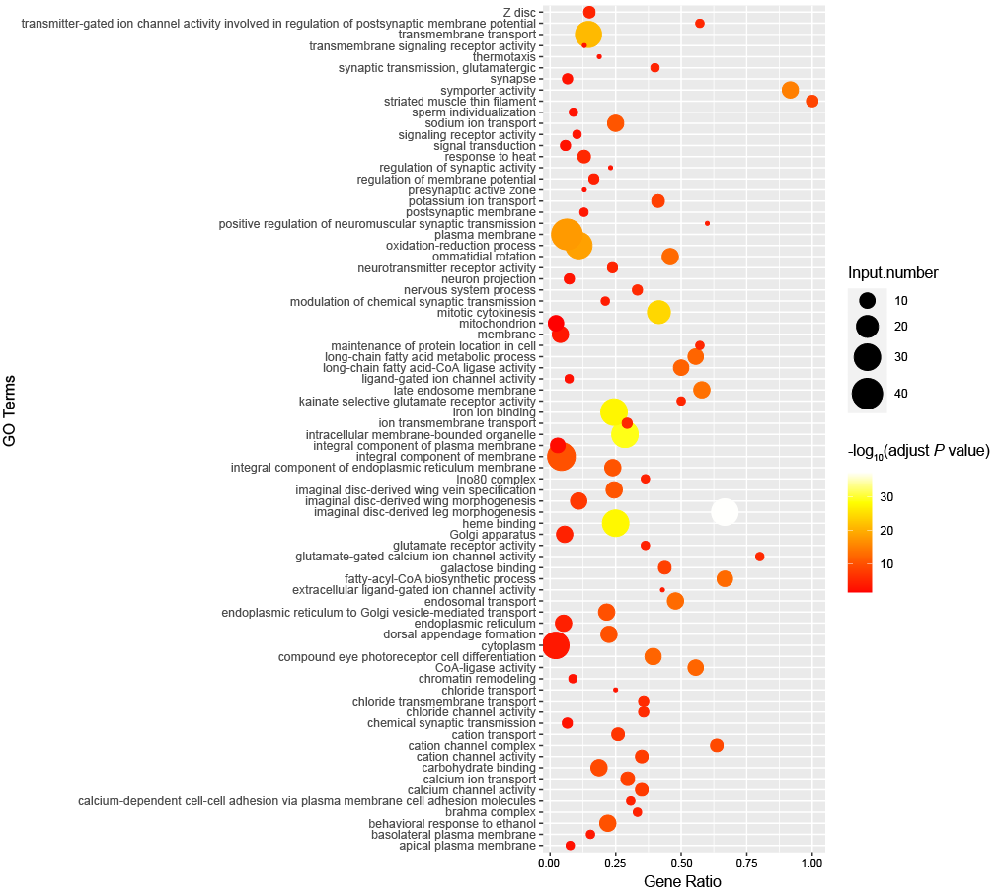 Z disc
transmitter-gated ion channel activity involved in regulation of postsynaptic membrane potential
transmembrane transport
transmembrane signaling receptor activity
thermotaxis
synaptic transmission, glutamatergic
synapse
symporter activity
striated muscle thin filament
sperm individualization
sodium ion transport
signaling receptor activity
signal transduction
response to heat
regulation of synaptic activity
regulation of membrane potential
presynaptic active zone
potassium ion transport
postsynaptic membrane
positive regulation of neuromuscular synaptic transmission
plasma membrane
oxidation-reduction process
ommatidial rotation
neurotransmitter receptor activity
neuron projection
nervous system process
modulation of chemical synaptic transmission
mitotic cytokinesis
mitochondrion
membrane
maintenance of protein location in cell
long-chain fatty acid metabolic process
long-chain fatty acid-CoA ligase activity
ligand-gated ion channel activity
late endosome membrane
kainate selective glutamate receptor activity
iron ion binding
ion transmembrane transport
intracellular membrane-bounded organelle
integral component of plasma membrane
integral component of membrane
integral component of endoplasmic reticulum membrane
Ino80 complex
imaginal disc-derived wing vein specification
imaginal disc-derived wing morphogenesis
imaginal disc-derived leg morphogenesis
heme binding
Golgi apparatus
glutamate receptor activity
glutamate-gated calcium ion channel activity
galactose binding
fatty-acyl-CoA biosynthetic process
extracellular ligand-gated ion channel activity
endosomal transport
endoplasmic reticulum to Golgi vesicle-mediated transport
endoplasmic reticulum
dorsal appendage formation
cytoplasm
compound eye photoreceptor cell differentiation
CoA-ligase activity
chromatin remodeling
chloride transport
chloride transmembrane transport
chloride channel activity
chemical synaptic transmission
cation transport
cation channel complex
cation channel activity
carbohydrate binding
calcium ion transport
calcium channel activity
calcium-dependent cell-cell adhesion via plasma membrane cell adhesion molecules
brahma complex
behavioral response to ethanol
basolateral plasma membrane
apical plasma membrane
GO Terms
0.00 0.25 0.50 0.75 1.00
Gene Ratio
Input.number
10
20
30
40
-log10(adjust P value)
30
20
10